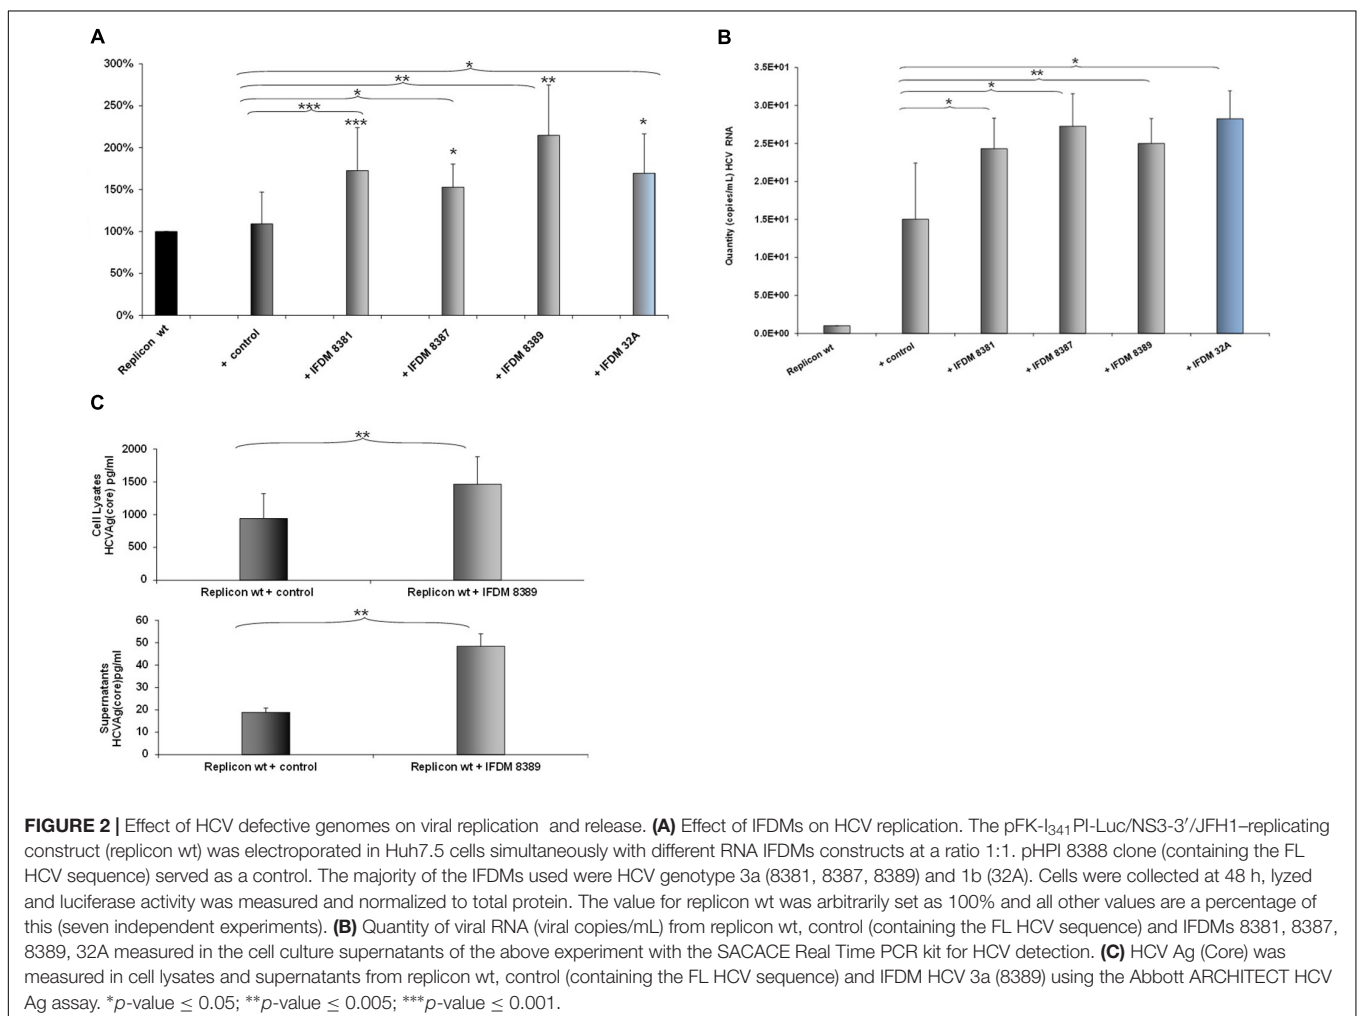 A
300%
250%
200%
150%
100%
50%
0%
*
**
*
***
***
*
**
*
Replicon wt
+ control
+ IFDM 8381
+ IFDM 8387
+ IFDM 8389
+ IFDM 32A
B
Quantity (copies/mL) HCV RNA
3.5E+01
3.0E+01
2.5E+01
2.0E+01
1.5E+01
1.0E+01
5.0E+00
0.0E+00
*
**
*
*
Replicon wt
+ control
+ IFDM 8381
+ IFDM 8387
+ IFDM 8389
+ IFDM 32A
C
Cell Lysates
HCVAg(core) pg/ml
2000
1500
1000
500
0
**
Replicon wt + control
Replicon wt + IFDM 8389
Supernatants
HCVAg(core)pg/ml
60
50
40
30
20
10
0
**
Replicon wt + control
Replicon wt + IFDM 8389
FIGURE 2 | Effect of HCV defective genomes on viral replication and release. (A) Effect of IFDMs on HCV replication. The pFK-I341PI-Luc/NS3-3′/JFH1–replicating
construct (replicon wt) was electroporated in Huh7.5 cells simultaneously with different RNA IFDMs constructs at a ratio 1:1. pHPI 8388 clone (containing the FL
HCV sequence) served as a control. The majority of the IFDMs used were HCV genotype 3a (8381, 8387, 8389) and 1b (32A). Cells were collected at 48 h, lyzed
and luciferase activity was measured and normalized to total protein. The value for replicon wt was arbitrarily set as 100% and all other values are a percentage of
this (seven independent experiments). (B) Quantity of viral RNA (viral copies/mL) from replicon wt, control (containing the FL HCV sequence) and IFDMs 8381, 8387,
8389, 32A measured in the cell culture supernatants of the above experiment with the SACACE Real Time PCR kit for HCV detection. (C) HCV Ag (Core) was
measured in cell lysates and supernatants from replicon wt, control (containing the FL HCV sequence) and IFDM HCV 3a (8389) using the Abbott ARCHITECT HCV
Ag assay. *p-value ≤ 0.05; **p-value ≤ 0.005; ***p-value ≤ 0.001.